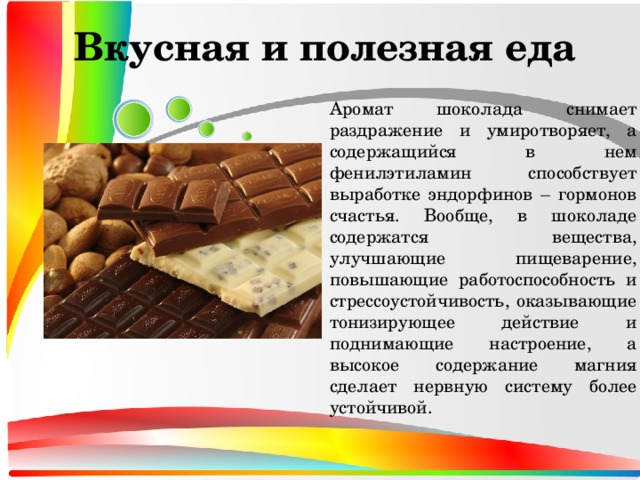 Вкусная и полезная еда
Аромат шоколада снимает
раздражение и умиротворяет, а
содержащийся в нем
фенилэтиламин способствует
выработке эндорфинов – гормонов
счастья. Вообще, в шоколаде
содержатся вещества,
улучшающие пищеварение,
повышающие работоспособность и
стрессоустойчивость, оказывающие
тонизирующее действие и
поднимающие настроение, а
высокое содержание магния
сделает нервную систему более
устойчивой.